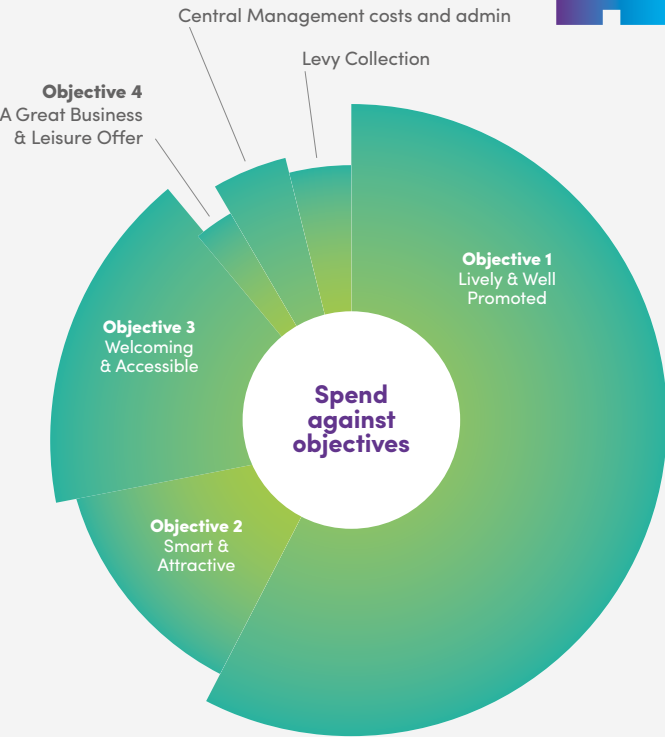 Central Management costs and admin
Levy Collection
Objective 4
A Great Business
& Leisure Offer
Objective 1
Lively & Well
Promoted
Objective 3
Welcoming
& Accessible
Spend
against
objectives
Objective 2
Smart &
Attractive